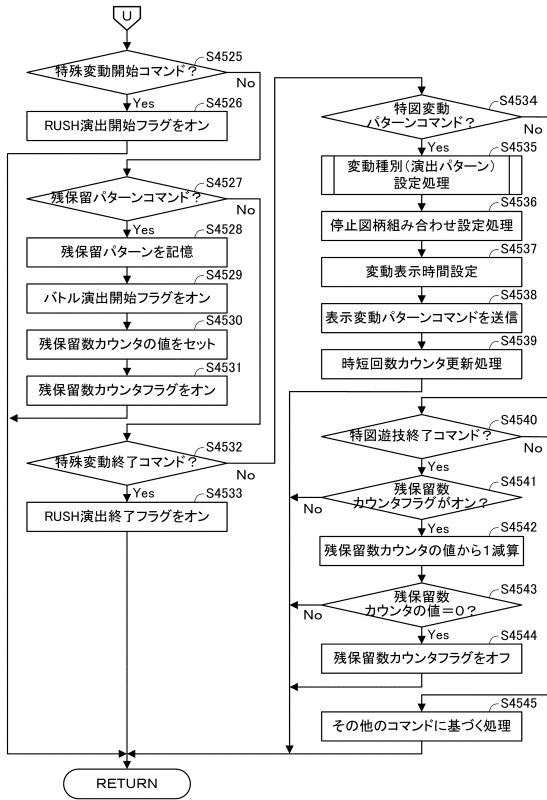 U
特殊変動開始コマンド?
S4525
No
Yes
S4526
RUSH演出開始フラグをオン
残保留パターンコマンド?
S4527
No
Yes
S4528
残保留パターンを記憶
S4529
バトル演出開始フラグをオン
S4530
残保留数カウンタの値をセット
S4531
残保留数カウンタフラグをオン
特殊変動終了コマンド?
S4532
No
Yes
S4533
RUSH演出終了フラグをオン
特図変動
パターンコマンド?
S4534
No
Yes
S4535
変動種別(演出パターン)
設定処理
S4536
停止図柄組み合わせ設定処理
S4537
変動表示時間設定
S4538
表示変動パターンコマンドを送信
S4539
時短回数カウンタ更新処理
特図遊技終了コマンド?
S4540
No
Yes
S4541
残保留数
カウンタフラグがオン?
No
Yes
S4542
残保留数カウンタの値から1減算
S4543
残保留数
カウンタの値=0?
No
Yes
S4544
残保留数カウンタフラグをオフ
S4545
その他のコマンドに基づく処理
RETURN